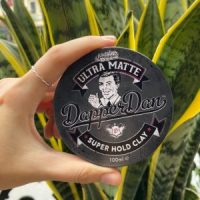 ULTRA MATTE
Dapper Dan
SUPER HOLD CLAY
100ml ℮